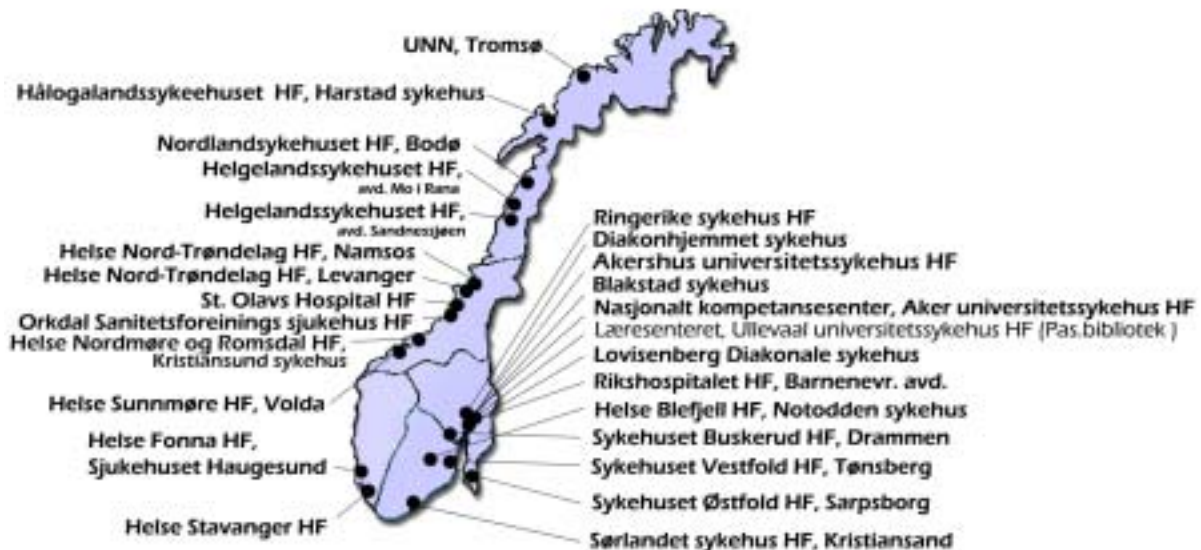 UNN, Tromsø
Hålogalandssykeehuset HF, Harstad sykehus
Nordlandsykehuset HF, Bodø
Helgelandssykehuset HF,
avd. Mo i Rana
Helgelandssykehuset HF,
avd. Sandnessjøen
Helse Nord-Trøndelag HF, Namsos
Helse Nord-Trøndelag HF, Levanger
St. Olavs Hospital HF
Orkdal Sanitetsforeinings sjukehus HF
Helse Nordmøre og Romsdal HF,
Kristiansund sykehus
Helse Sunnmøre HF, Volda
Helse Fonna HF,
Sjukehuset Haugesund
Helse Stavanger HF
Ringerike sykehus HF
Diakonhjemmet sykehus
Akershus universitetssykehus HF
Blakstad sykehus
Nasjonalt kompetansesenter, Aker universitetssykehus HF
Læresenteret, Ullevaal universitetssykehus HF (Pas.bibliotek )
Lovisenberg Diakonale sykehus
Rikshospitalet HF, Barnenevr. avd.
Helse Blefjell HF, Notodden sykehus
Sykehuset Buskerud HF, Drammen
Sykehuset Vestfold HF, Tønsberg
Sykehuset Østfold HF, Sarpsborg
Sørlandet sykehus HF, Kristiansand